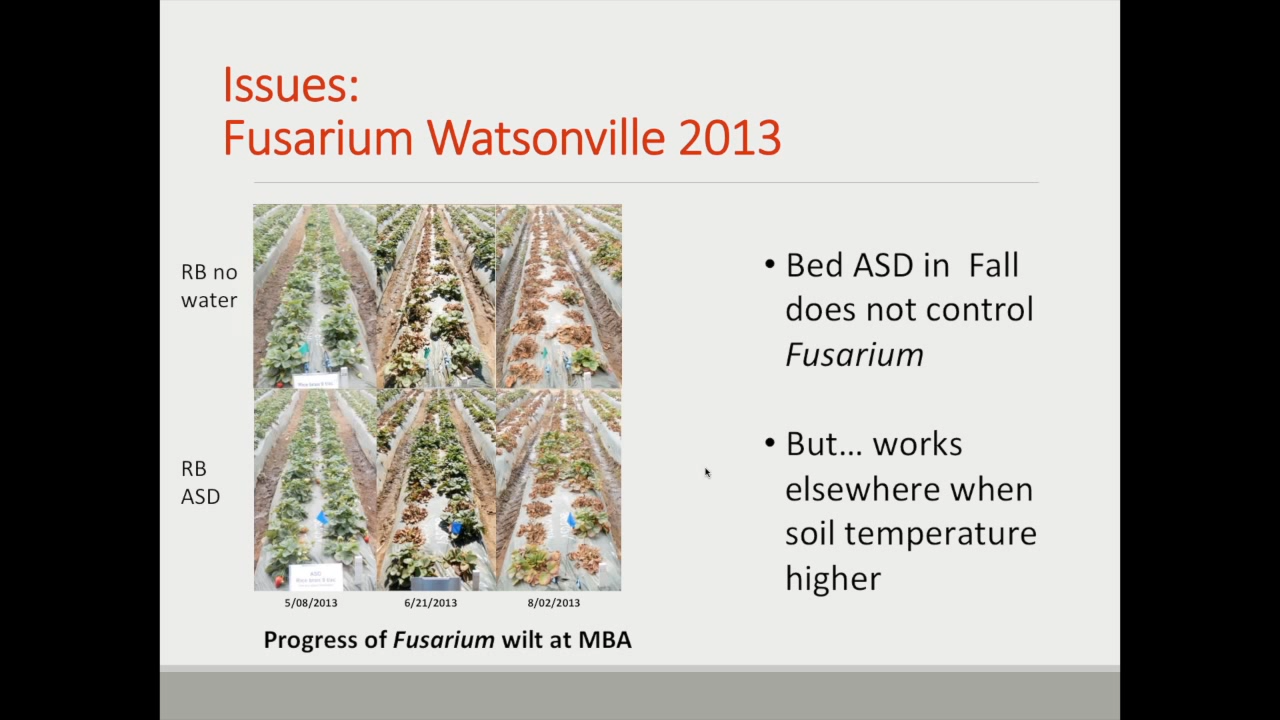 Issues:
Fusarium Watsonville 2013
RB no
water
RB
ASD
5/08/2013 6/21/2013 8/02/2013
Progress of Fusarium wilt at MBA
• Bed ASD in Fall
does not control
Fusarium
• But... works
elsewhere when
soil temperature
higher